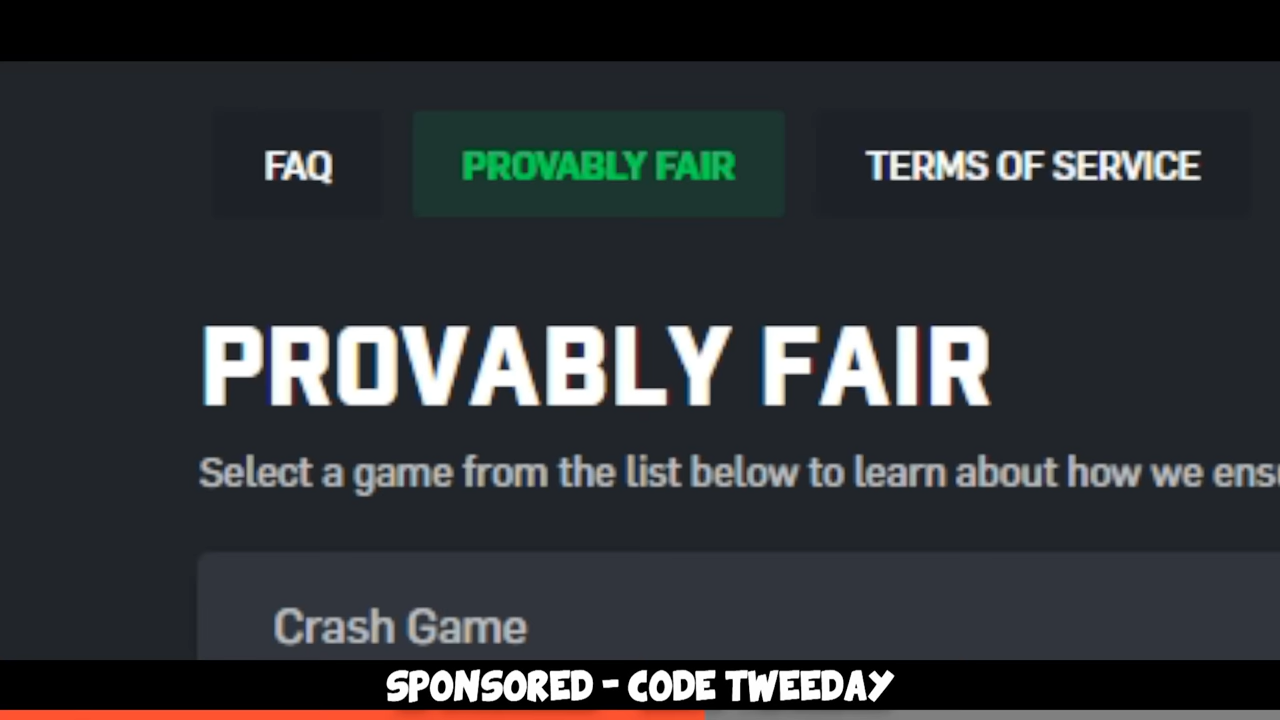 FAQ PROVABLY FAIR TERMS OF SERVICE
PROVABLY FAIR
Select a game from the list below to learn about how we
Crash Game
SPONSORED - CODE TWEEDAY